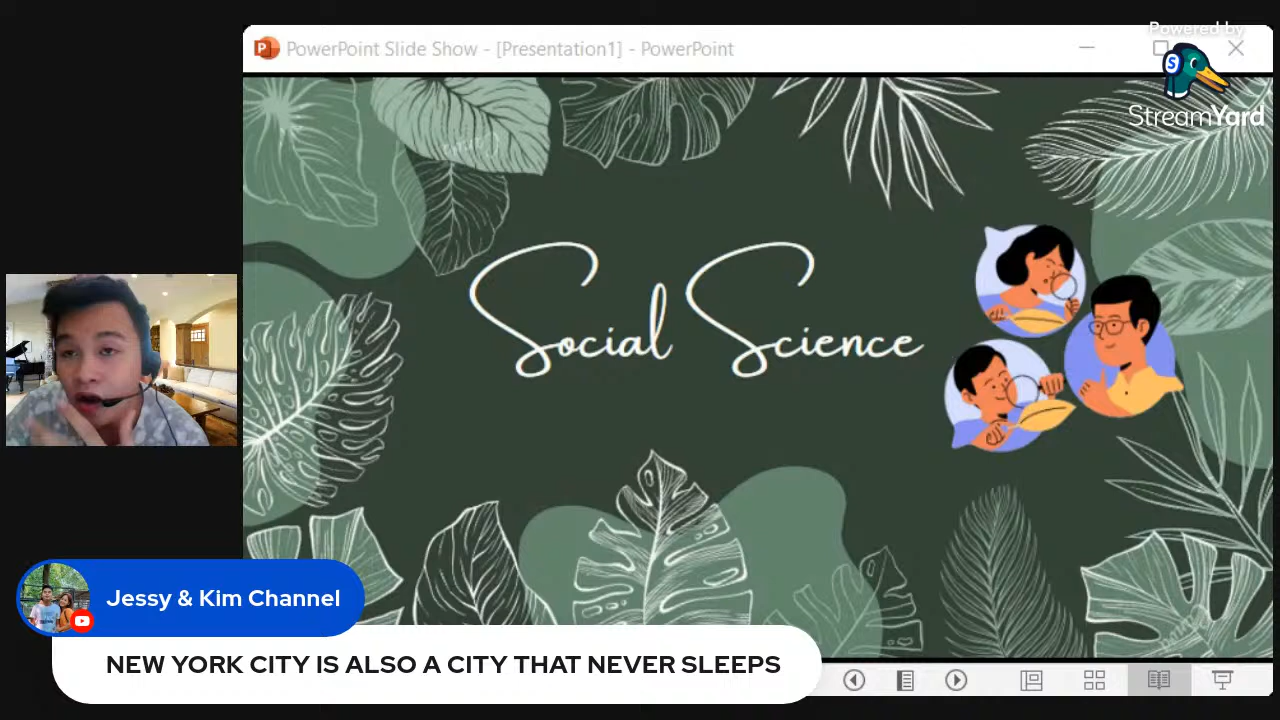 PowerPoint Slide Show - [Presentation1] - PowerPoint
Powered by
S
StreamYard
Social Science
Jessy & Kim Channel
NEW YORK CITY IS ALSO A CITY THAT NEVER SLEEPS